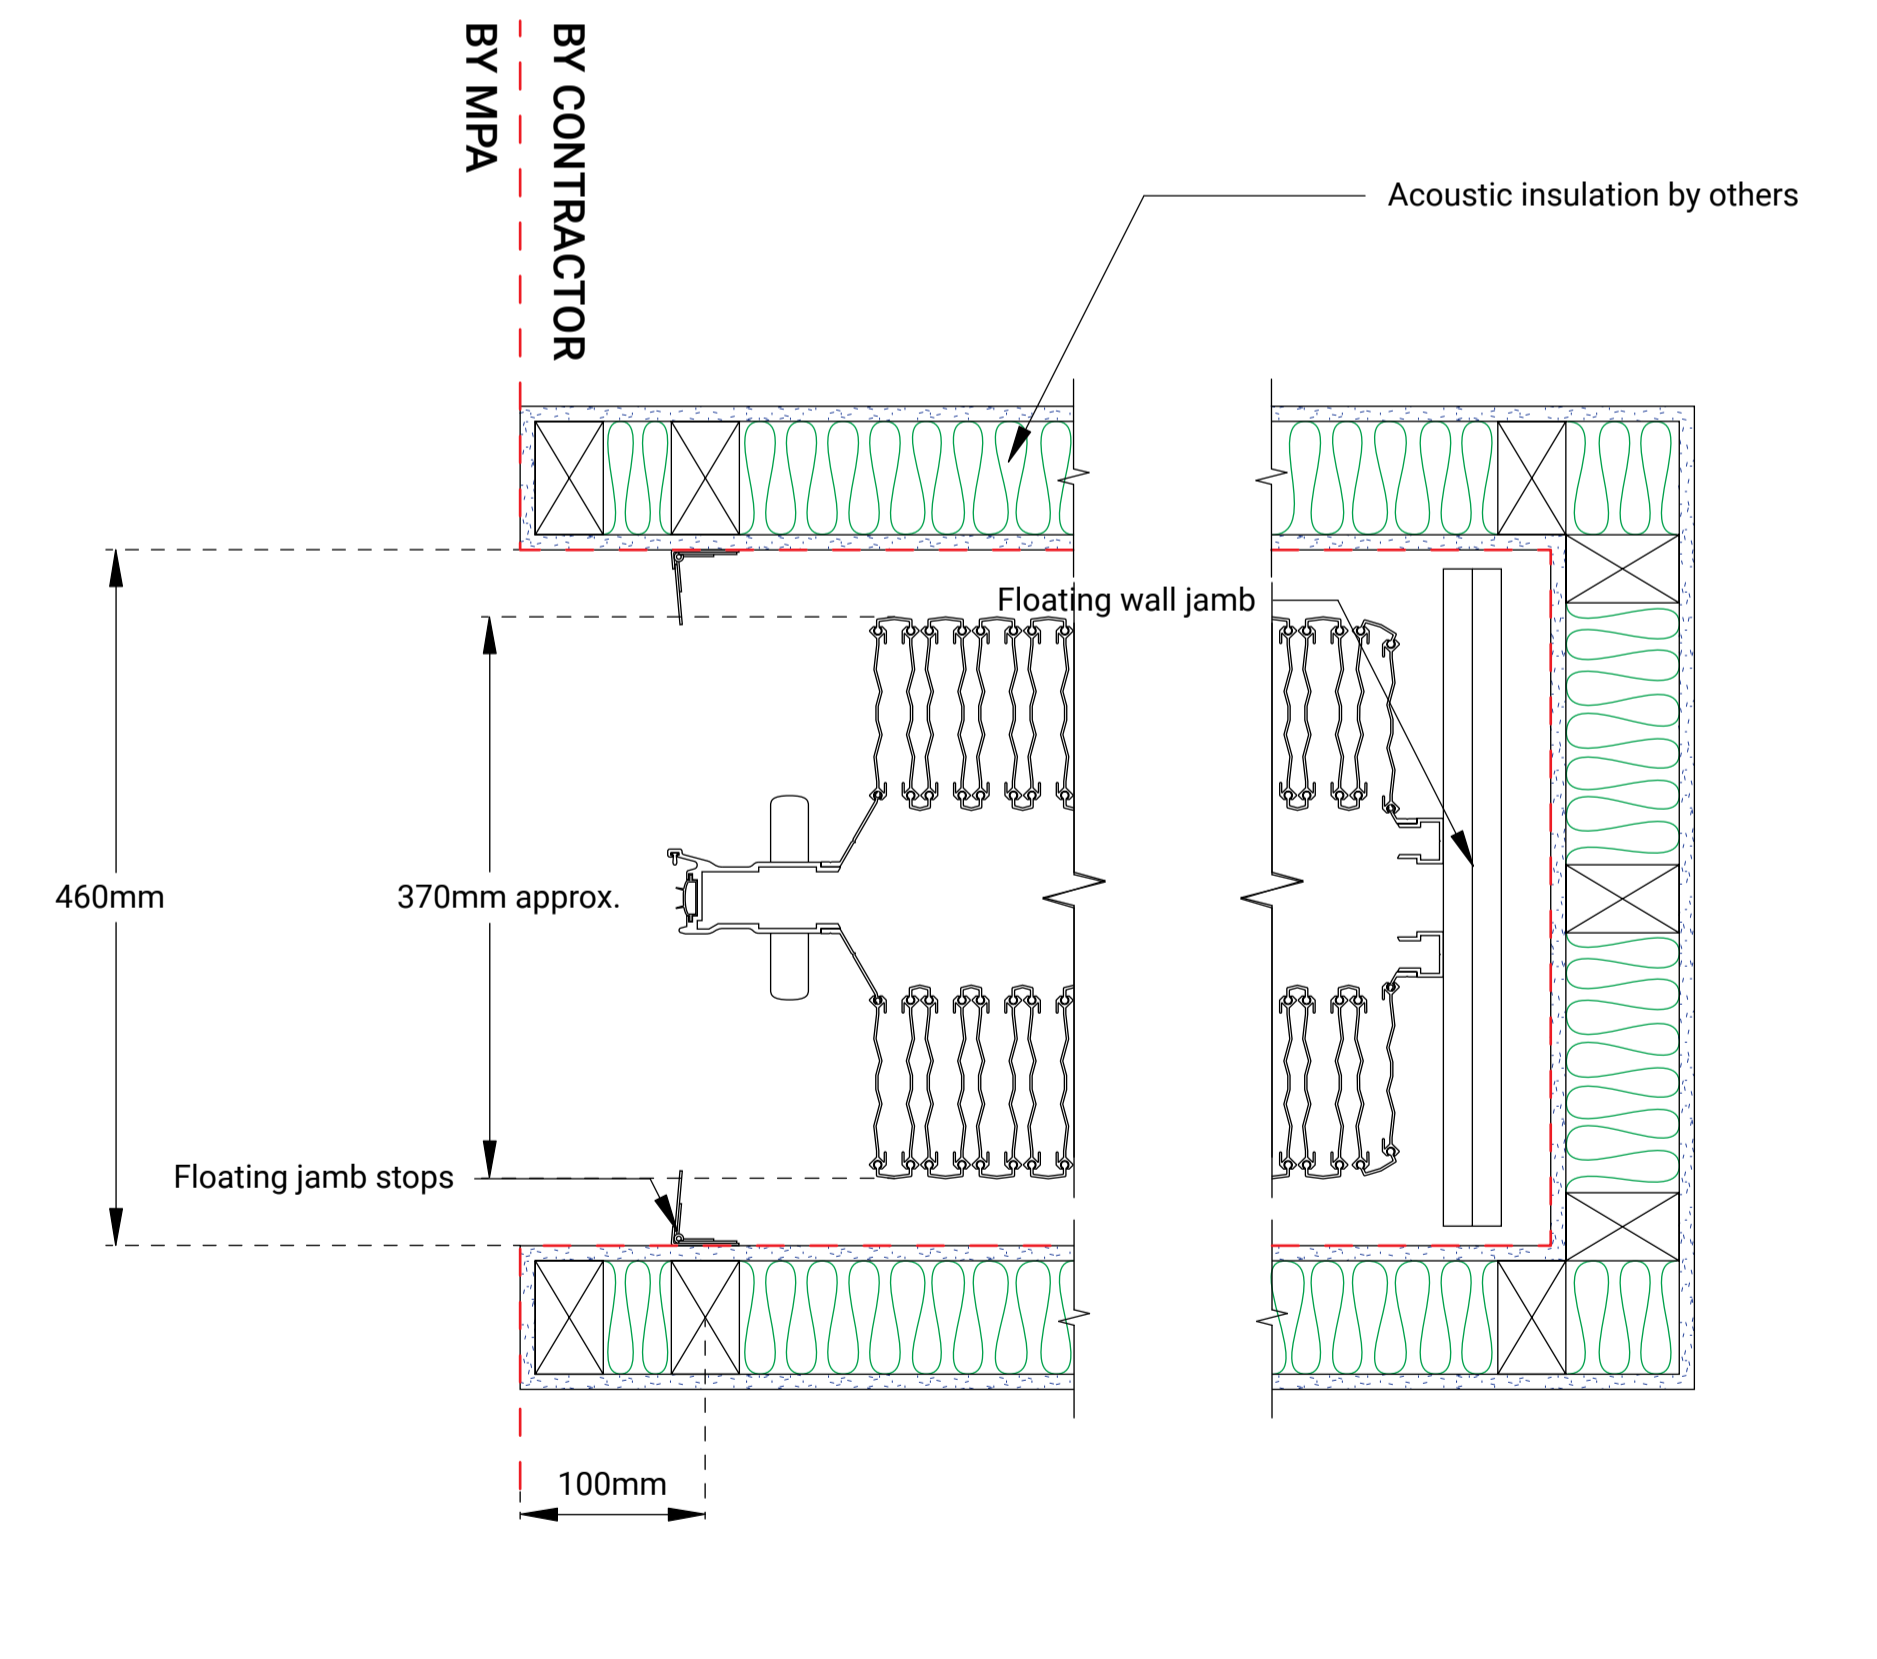 BY CONTRACTOR
BY MPA
Acoustic insulation by others
Floating wall jamb
460mm
370mm approx.
Floating jamb stops
100mm